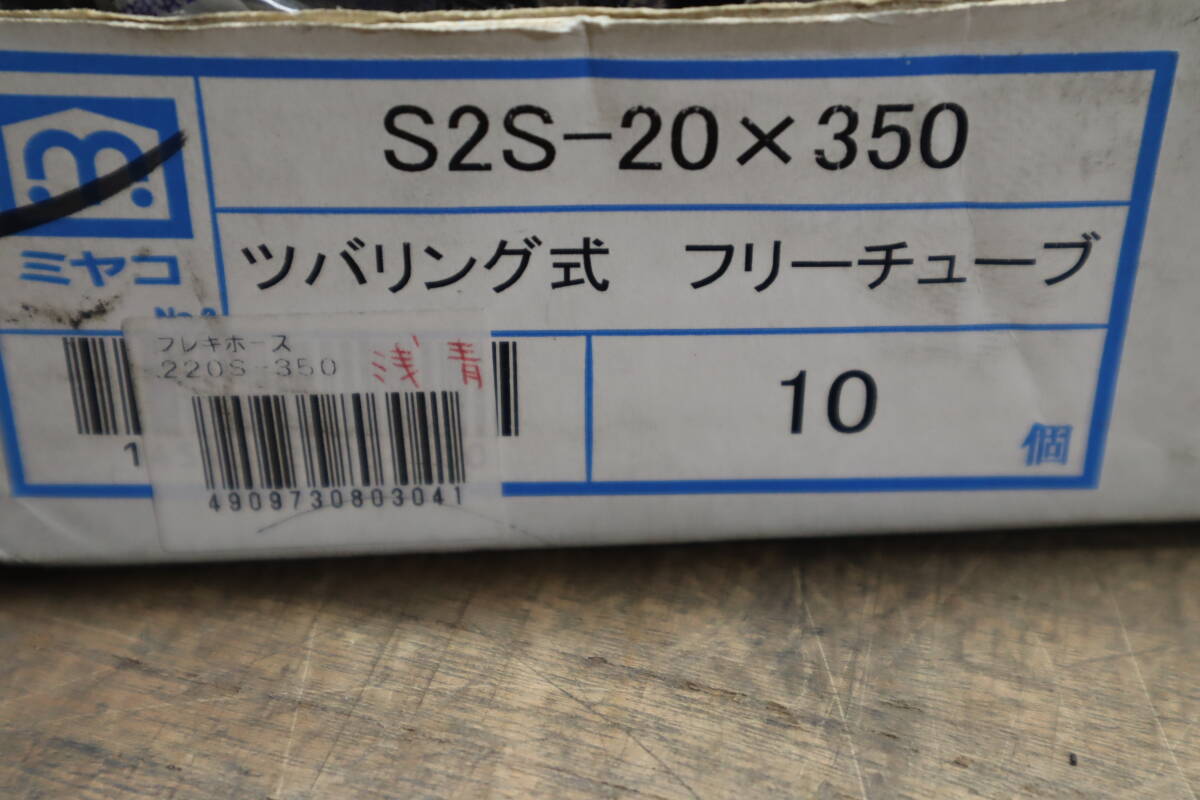 S2S-20×350
ミヤコ
ツバリング式 フリーチューブ
フレキホース
220S-350
浅 青
4909730803041
10
個